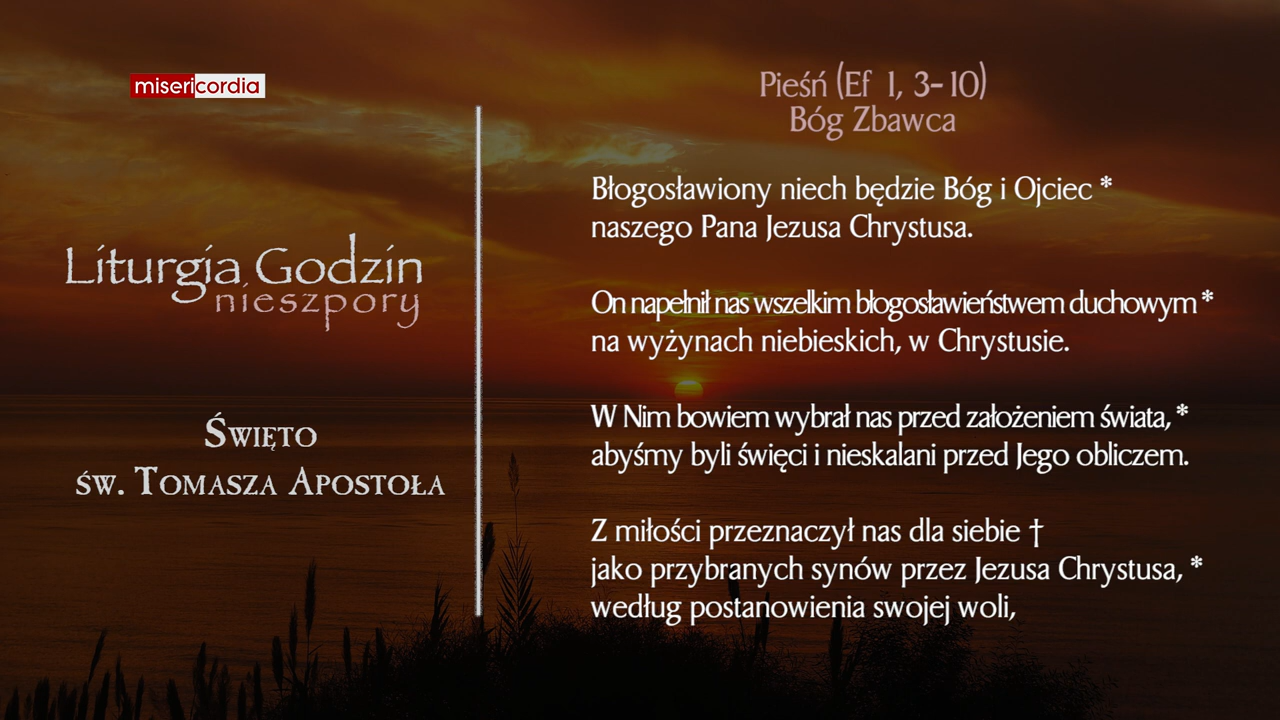 misericordia
Liturgia Godzin
nieszpory
Święto
św. Tomasza Apostoła
Pieśń (Ef 1, 3-10)
Bóg Zbawca
Błogosławiony niech będzie Bóg i Ojciec *
naszego Pana Jezusa Chrystusa.
On napełnił nas wszelkim błogosławieństwem duchowym *
na wyżynach niebieskich, w Chrystusie.
W Nim bowiem wybrał nas przed założeniem świata, *
abyśmy byli święci i nieskalani przed Jego obliczem.
Z miłości przeznaczył nas dla siebie †
jako przybranych synów przez Jezusa Chrystusa, *
według postanowienia swojej woli,